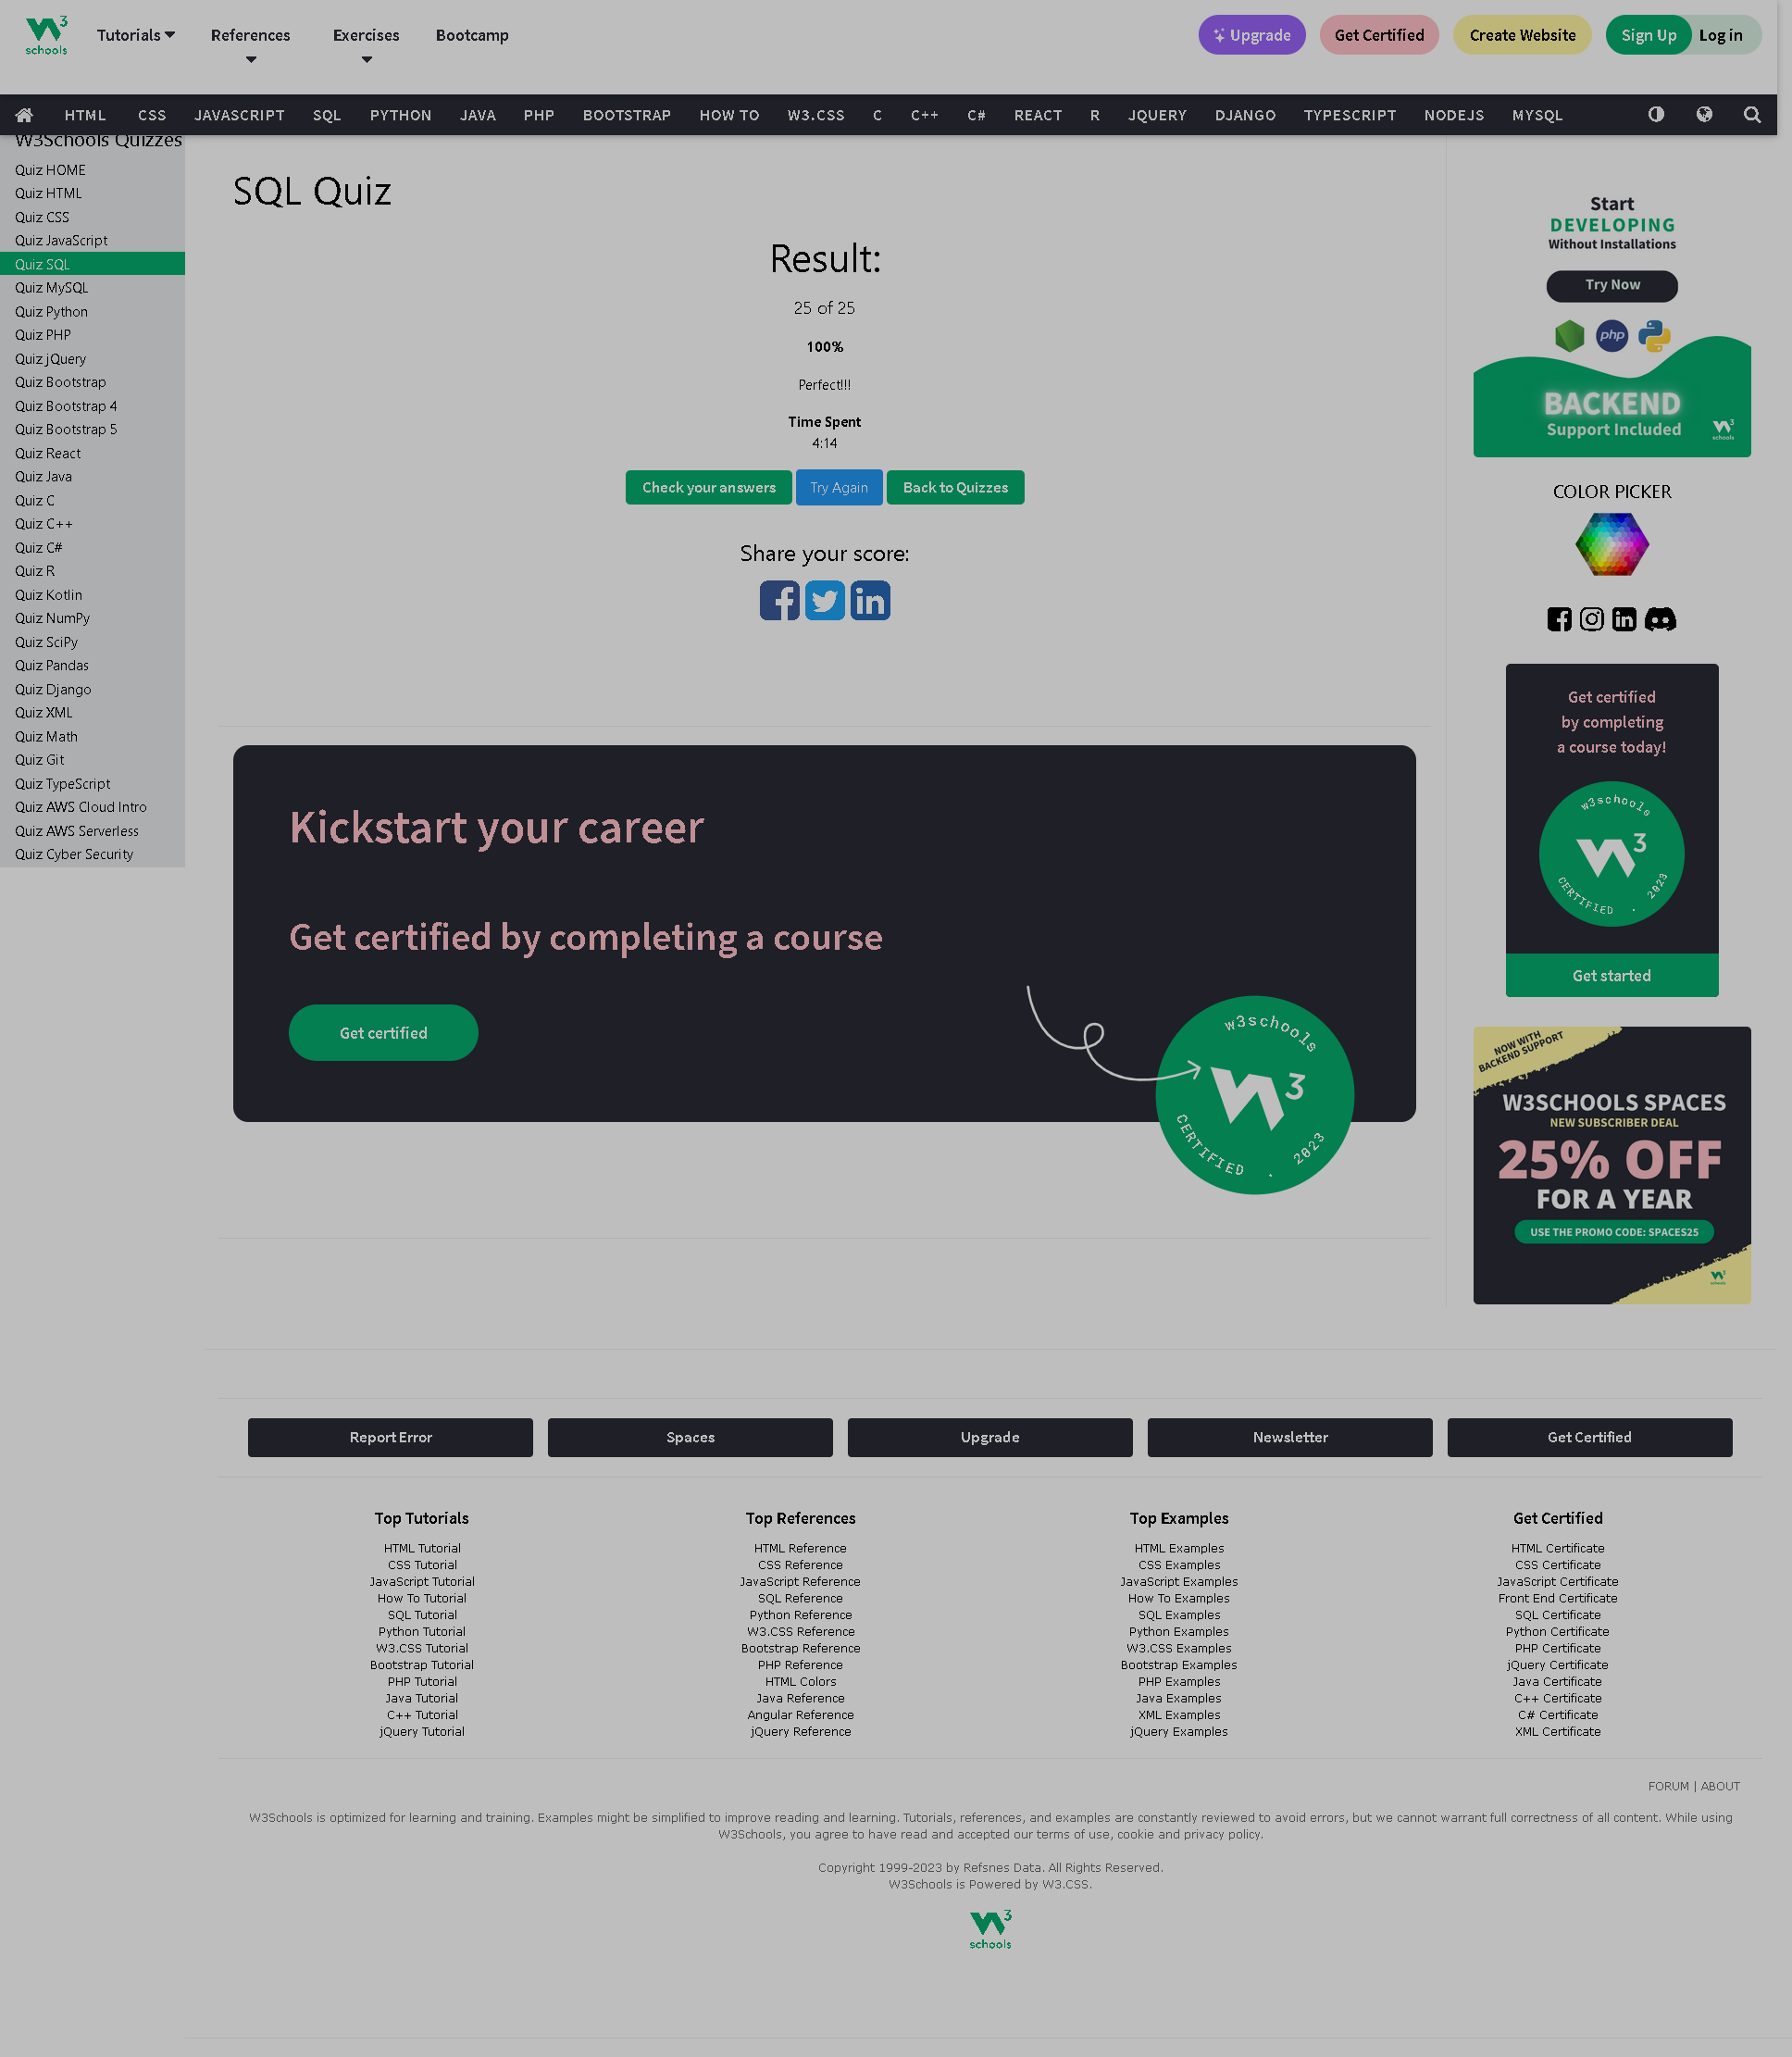 W3 schools
Tutorials
References
Exercises
Bootcamp
Upgrade
Get Certified
Create Website
Sign Up
Log in
HTML
CSS
JAVASCRIPT
SQL
PYTHON
JAVA
PHP
BOOTSTRAP
HOW TO
W3.CSS
C
C++
C#
REACT
R
JQUERY
DJANGO
TYPESCRIPT
NODEJS
MYSQL
W3Schools Quizzes
Quiz HOME
Quiz HTML
Quiz CSS
Quiz JavaScript
Quiz SQL
Quiz MySQL
Quiz Python
Quiz PHP
Quiz jQuery
Quiz Bootstrap
Quiz Bootstrap 4
Quiz Bootstrap 5
Quiz React
Quiz Java
Quiz C
Quiz C++
Quiz C#
Quiz R
Quiz Kotlin
Quiz NumPy
Quiz SciPy
Quiz Pandas
Quiz Django
Quiz XML
Quiz Math
Quiz Git
Quiz TypeScript
Quiz AWS Cloud Intro
Quiz AWS Serverless
Quiz Cyber Security
SQL Quiz
Result:
25 of 25
100%
Perfect!!!
Time Spent
4:14
Check your answers
Try Again
Back to Quizzes
Share your score:
Kickstart your career
Get certified by completing a course
Get certified
w3schools
W3
CERTIFIED . 2023
Start
DEVELOPING
Without Installations
Try Now
php
BACKEND
Support Included
W3 schools
COLOR PICKER
Get certified
by completing
a course today!
w3schools
W3
CERTIFIED . 2023
Get started
NOW WITH
BACKEND SUPPORT
W3SCHOOLS SPACES
NEW SUBSCRIBER DEAL
25% OFF
FOR A YEAR
USE THE PROMO CODE: SPACES25
W3 schools
Report Error
Spaces
Upgrade
Newsletter
Get Certified
Top Tutorials
HTML Tutorial
CSS Tutorial
JavaScript Tutorial
How To Tutorial
SQL Tutorial
Python Tutorial
W3.CSS Tutorial
Bootstrap Tutorial
PHP Tutorial
Java Tutorial
C++ Tutorial
jQuery Tutorial
Top References
HTML Reference
CSS Reference
JavaScript Reference
SQL Reference
Python Reference
W3.CSS Reference
Bootstrap Reference
PHP Reference
HTML Colors
Java Reference
Angular Reference
jQuery Reference
Top Examples
HTML Examples
CSS Examples
JavaScript Examples
How To Examples
SQL Examples
Python Examples
W3.CSS Examples
Bootstrap Examples
PHP Examples
Java Examples
XML Examples
jQuery Examples
Get Certified
HTML Certificate
CSS Certificate
JavaScript Certificate
Front End Certificate
SQL Certificate
Python Certificate
PHP Certificate
jQuery Certificate
Java Certificate
C++ Certificate
C# Certificate
XML Certificate
FORUM | ABOUT
W3Schools is optimized for learning and training. Examples might be simplified to improve reading and learning. Tutorials, references, and examples are constantly reviewed to avoid errors, but we cannot warrant full correctness of all content. While using
W3Schools, you agree to have read and accepted our terms of use, cookie and privacy policy.
Copyright 1999-2023 by Refsnes Data. All Rights Reserved.
W3Schools is Powered by W3.CSS.
W3 schools